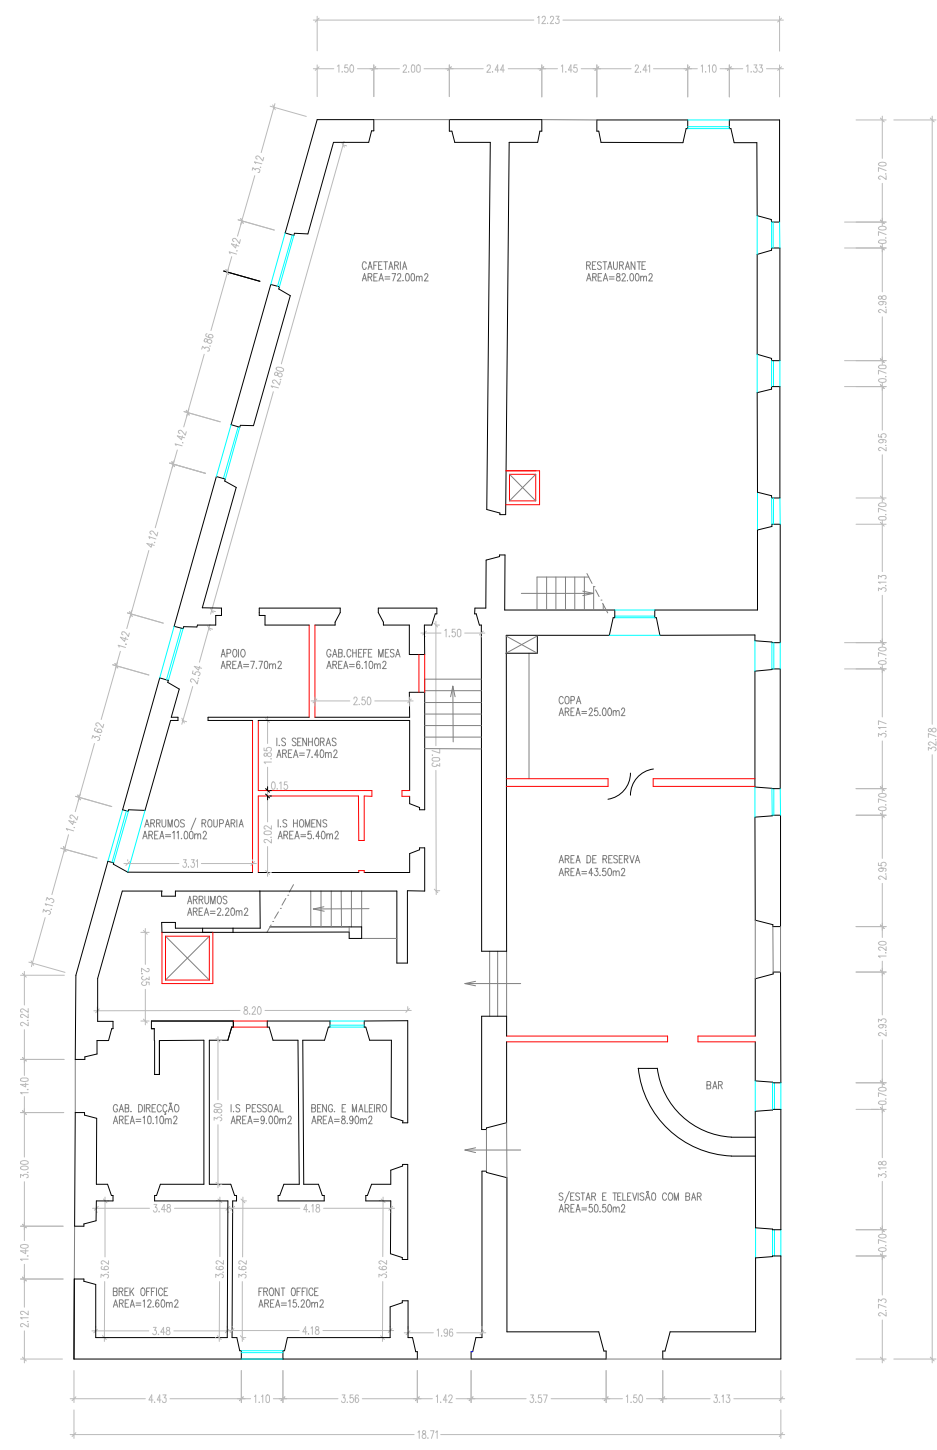 12.23
1.50 2.00 2.44 1.45 2.41 1.10 1.33
3.12
2.70
1.42
0.70
CAFETARIA
AREA=72.00m2
RESTAURANTE
AREA=82.00m2
2.98
3.86
12.80
0.70
1.42
2.95
4.12
0.70
3.13
1.42
1.50
0.70
APOIO
AREA=7.70m2
GAB.CHEFE MESA
AREA=6.10m2
2.54
2.50
COPA
AREA=25.00m2
3.17
32.78
3.62
I.S SENHORAS
AREA=7.40m2
1.85
7.03
0.15
0.70
1.42
ARRUMOS / ROUPARIA
AREA=11.00m2
I.S HOMENS
AREA=5.40m2
2.02
3.31
AREA DE RESERVA
AREA=43.50m2
2.95
3.13
ARRUMOS
AREA=2.20m2
1.20
2.35
8.20
2.22
2.93
1.40
GAB. DIRECÇÃO
AREA=10.10m2
I.S PESSOAL
AREA=9.00m2
BENG. E MALEIRO
AREA=8.90m2
3.80
BAR
0.70
3.00
3.18
S/ESTAR E TELEVISÃO COM BAR
AREA=50.50m2
3.48
4.18
1.40
3.62
3.62
3.62
3.62
0.70
BREK OFFICE
AREA=12.60m2
FRONT OFFICE
AREA=15.20m2
2.12
2.73
3.48
4.18
1.96
4.43 1.10 3.56 1.42 3.57 1.50 3.13
18.71